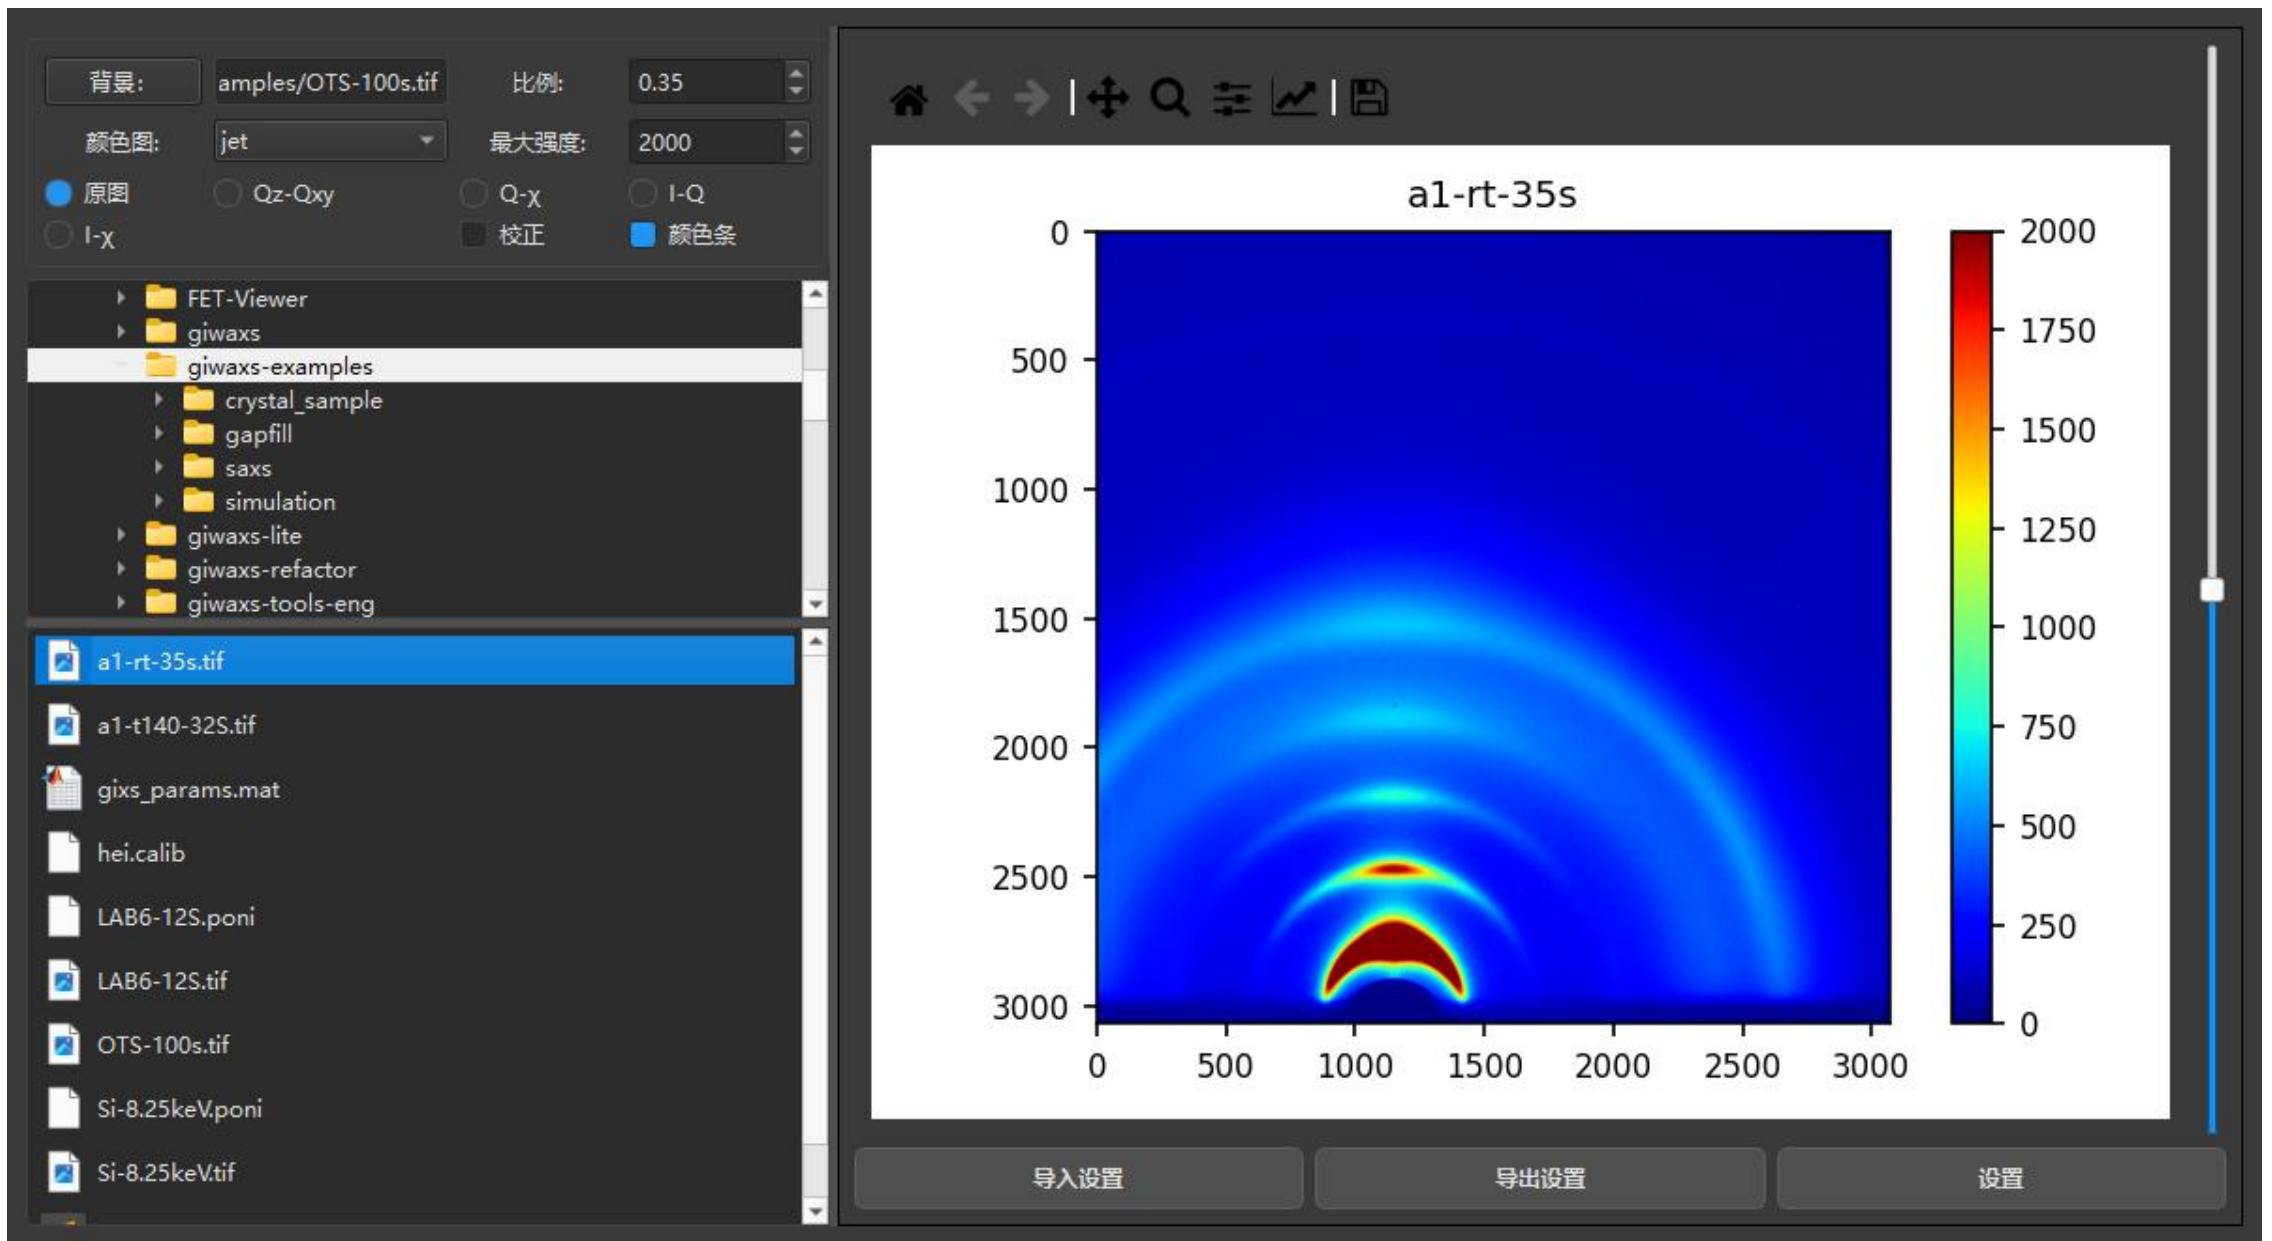 背景:
amples/OTS-100s.tif
比例:
0.35
颜色图:
jet
最大强度:
2000
原图
Qz-Qxy
Q-χ
I-Q
I-χ
校正
颜色条
FET-Viewer
giwaxs
giwaxs-examples
crystal_sample
gapfill
saxs
simulation
giwaxs-lite
giwaxs-refactor
giwaxs-tools-eng
a1-rt-35s.tif
a1-t140-32S.tif
gixs_params.mat
hei.calib
LAB6-12S.poni
LAB6-12S.tif
OTS-100s.tif
Si-8.25keV.poni
Si-8.25keV.tif
a1-rt-35s
0
500
1000
1500
2000
2500
3000
0 500 1000 1500 2000 2500 3000
2000
1750
1500
1250
1000
750
500
250
0
导入设置
导出设置
设置